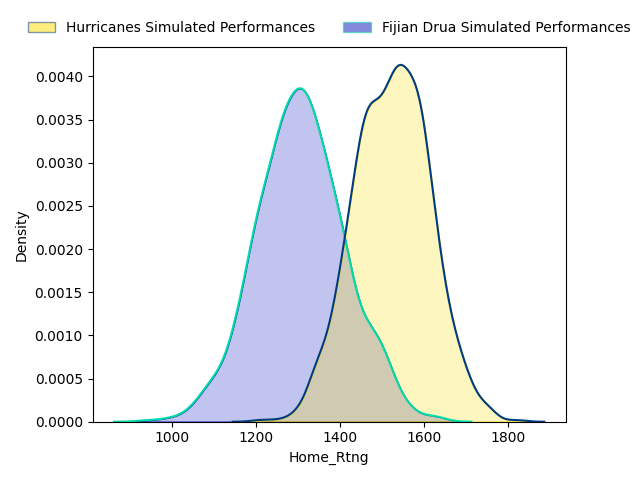 Hurricanes Simulated Performances Fijian Drua Simulated Performances
0.0040
0.0035
0.0030
0.0025
0.0020
0.0015
0.0010
0.0005
0.0000
Density
1000 1200 1400 1600 1800
Home_Rtng